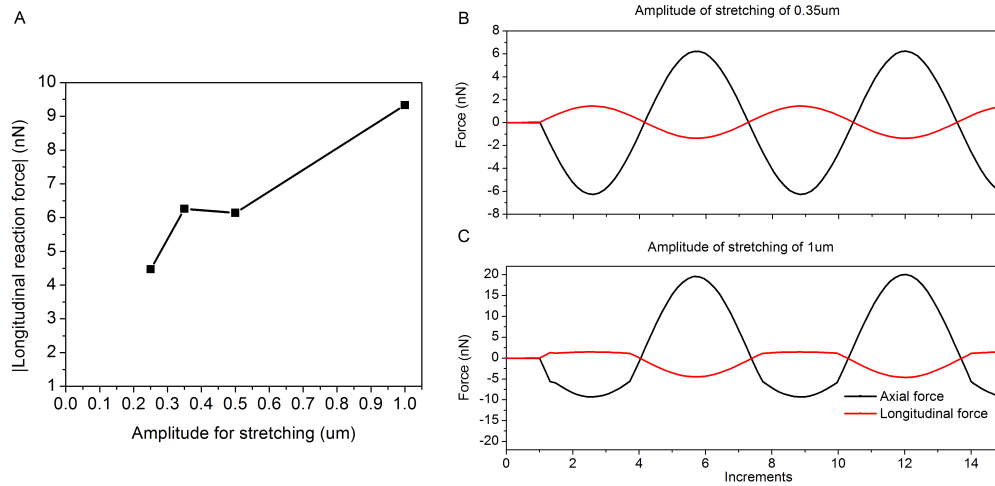 A
|Longitudinal reaction force| (nN)
10
9
8
7
6
5
4
3
2
1
0.0 0.1 0.2 0.3 0.4 0.5 0.6 0.7 0.8 0.9 1.0
Amplitude for stretching (um)
B
Amplitude of stretching of 0.35um
Force (nN)
8
6
4
2
0
-2
-4
-6
-8
C
Amplitude of stretching of 1um
Force (nN)
20
15
10
5
0
-5
-10
-15
-20
Axial force
Longitudinal force
0 2 4 6 8 10 12 14
Increments